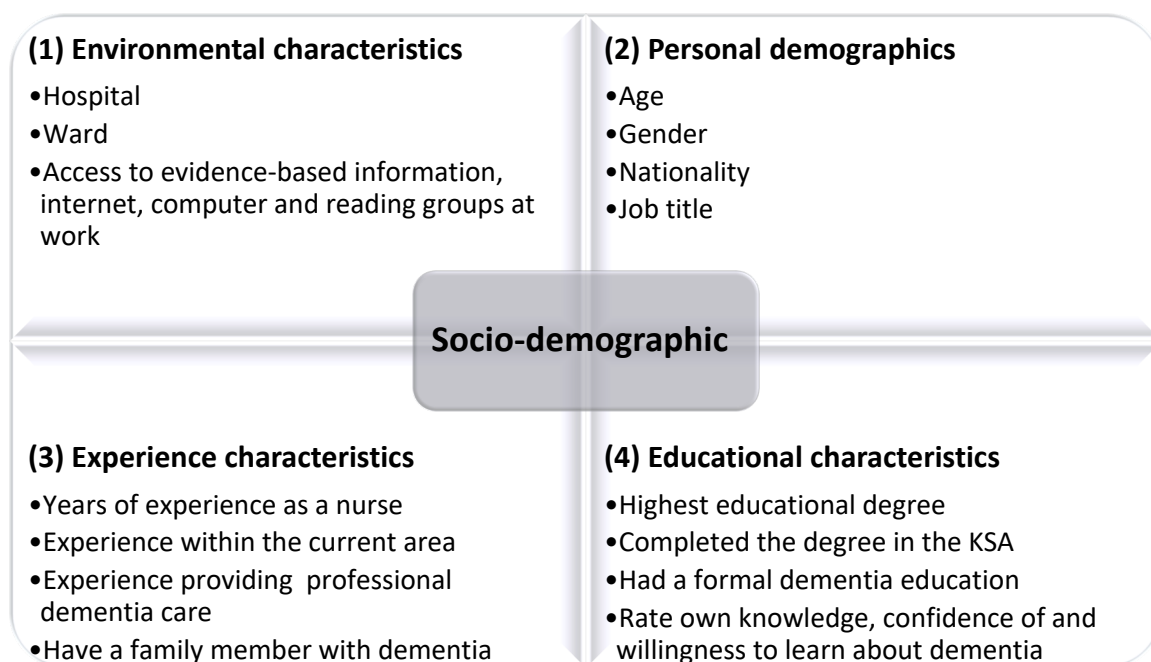 (1) Environmental characteristics
•Hospital
•Ward
•Access to evidence-based information,
internet, computer and reading groups at
work
(2) Personal demographics
•Age
•Gender
•Nationality
•Job title
Socio-demographic
(3) Experience characteristics
•Years of experience as a nurse
•Experience within the current area
•Experience providing  professional
dementia care
•Have a family member with dementia
(4) Educational characteristics
•Highest educational degree
•Completed the degree in the KSA
•Had a formal dementia education
•Rate own knowledge, confidence of and
willingness to learn about dementia